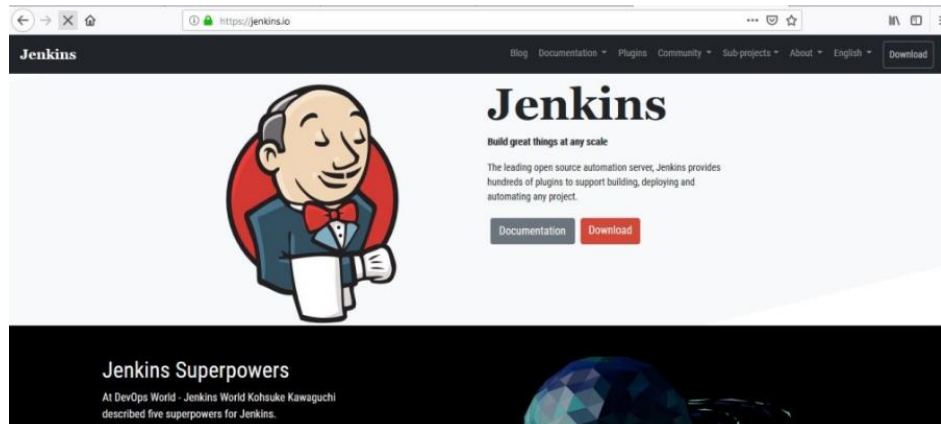 https://jenkins.io
Jenkins
Blog Documentation Plugins Community Sub-projects About English Download
Jenkins
Build great things at any scale
The leading open source automation server, Jenkins provides
hundreds of plugins to support building, deploying and
automating any project.
Documentation Download
Jenkins Superpowers
At DevOps World - Jenkins World Kohsuke Kawaguchi
described five superpowers for Jenkins.